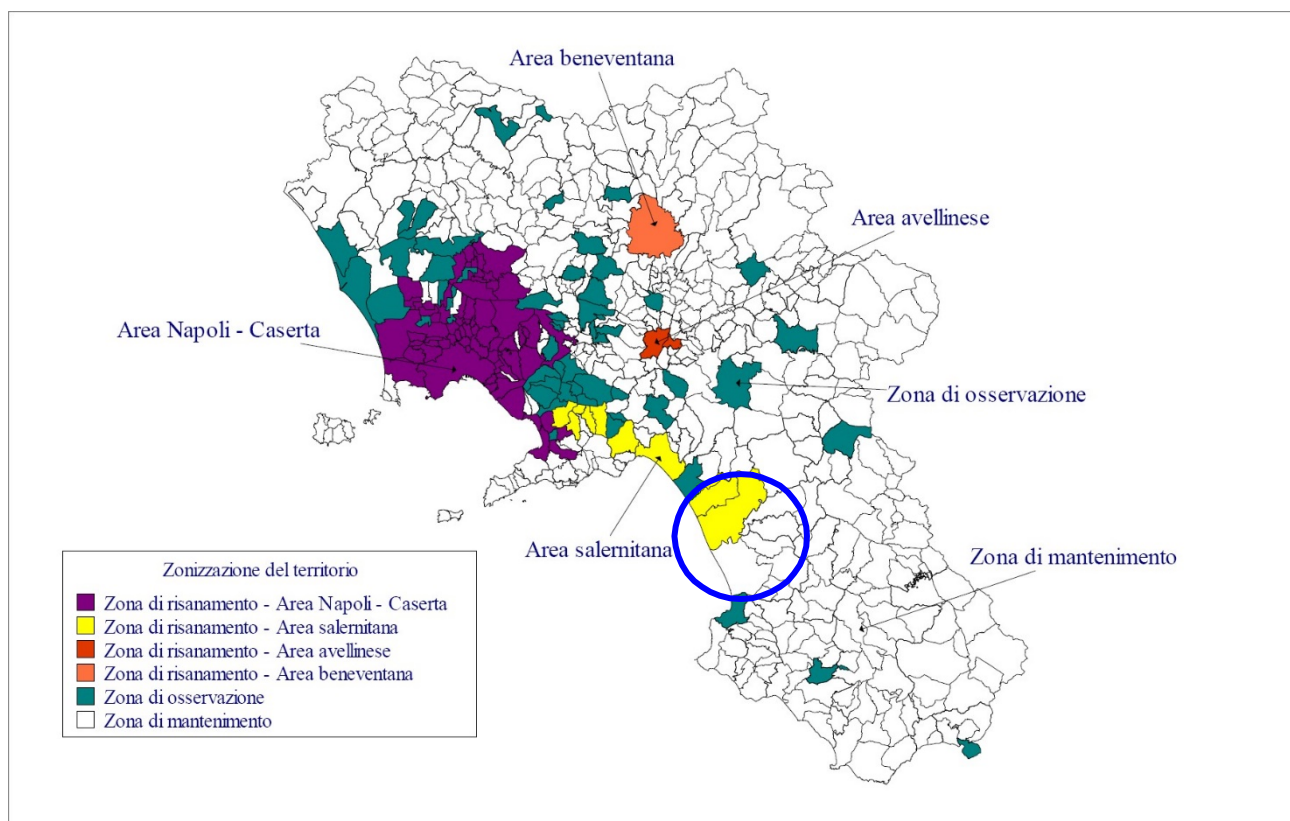 Area beneventana
Area avellinese
Area Napoli - Caserta
Zona di osservazione
Area salernitana
Zona di mantenimento
Zonizzazione del territorio
Zona di risanamento - Area Napoli - Caserta
Zona di risanamento - Area salernitana
Zona di risanamento - Area avellinese
Zona di risanamento - Area beneventana
Zona di osservazione
Zona di mantenimento